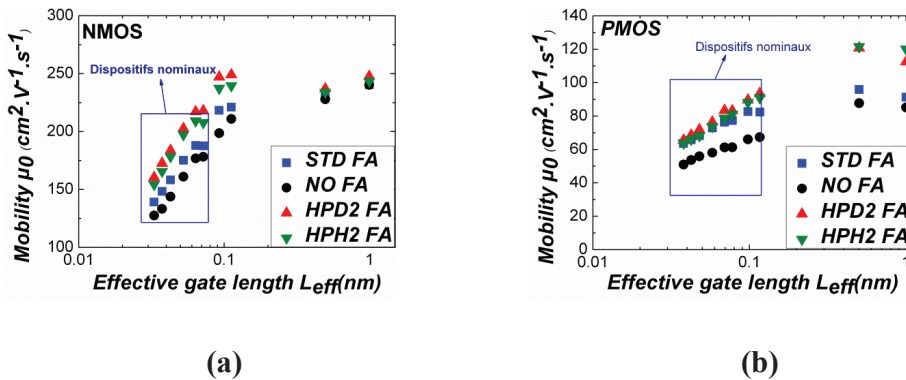 NMOS
Dispositifs nominaux
Mobility μ0 (cm².V⁻¹.s⁻¹)
300
250
200
150
100
0.01
0.1
1
STD FA
NO FA
HPD2 FA
HPH2 FA
Effective gate length Leff(nm)
(a)
PMOS
Dispositifs nominaux
Mobility μ0 (cm².V⁻¹.s⁻¹)
140
120
100
80
60
40
20
0
0.01
0.1
1
STD FA
NO FA
HPD2 FA
HPH2 FA
Effective gate length Leff(nm)
(b)